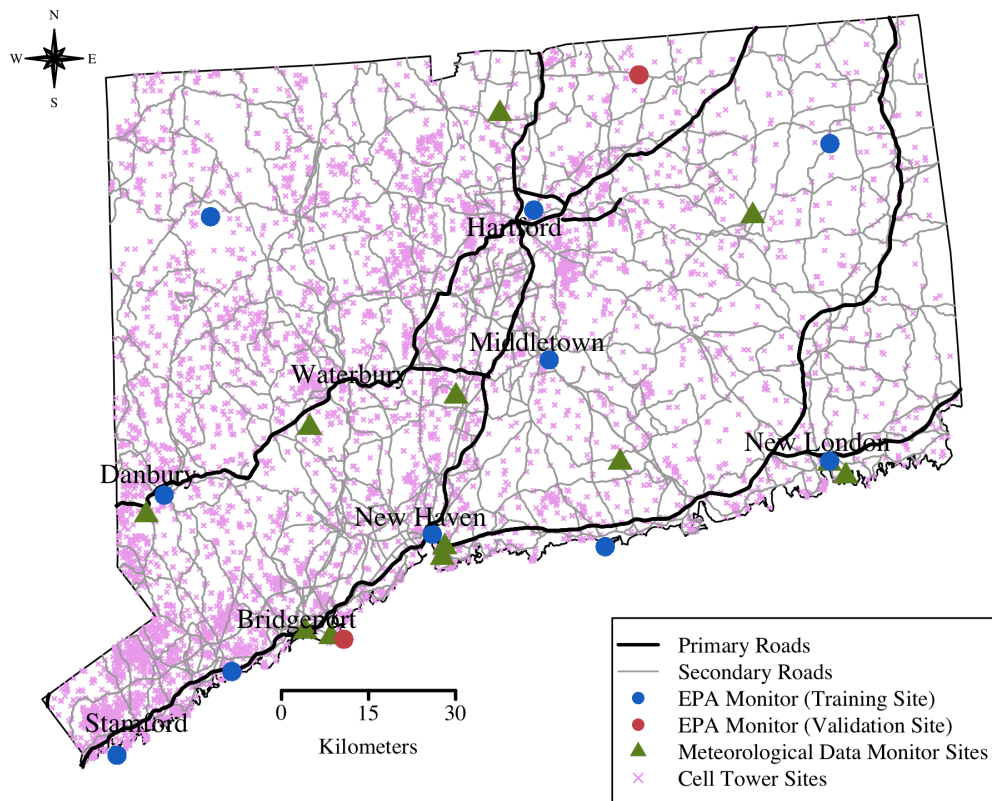 N
W E
S
Hartford
Middletown
Waterbury
New London
Danbury
New Haven
Bridgeport
Stamford
0 15 30
Kilometers
Primary Roads
Secondary Roads
EPA Monitor (Training Site)
EPA Monitor (Validation Site)
Meteorological Data Monitor Sites
Cell Tower Sites